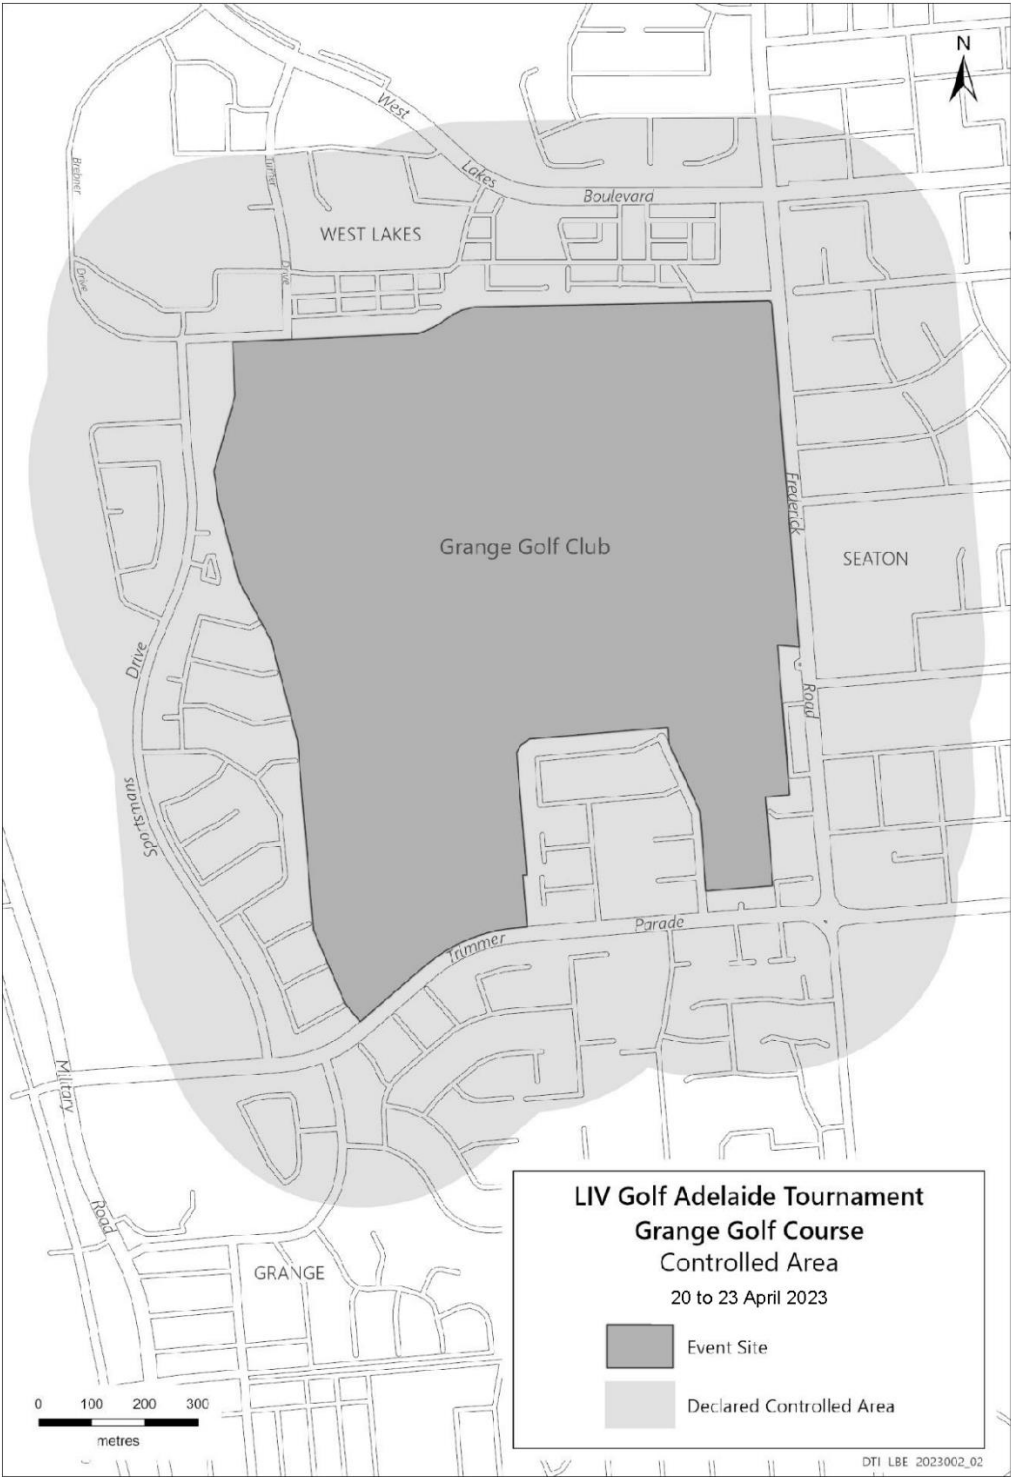 N
West
Lakes
Boulevard
Brebner
Drive
Turner
Drive
WEST LAKES
Grange Golf Club
Frederick
Road
SEATON
Drive
Sportsmans
Trimmer
Parade
Military
Road
GRANGE
LIV Golf Adelaide Tournament
Grange Golf Course
Controlled Area
20 to 23 April 2023
Event Site
Declared Controlled Area
0 100 200 300
metres
DTI LBE 2023002_02